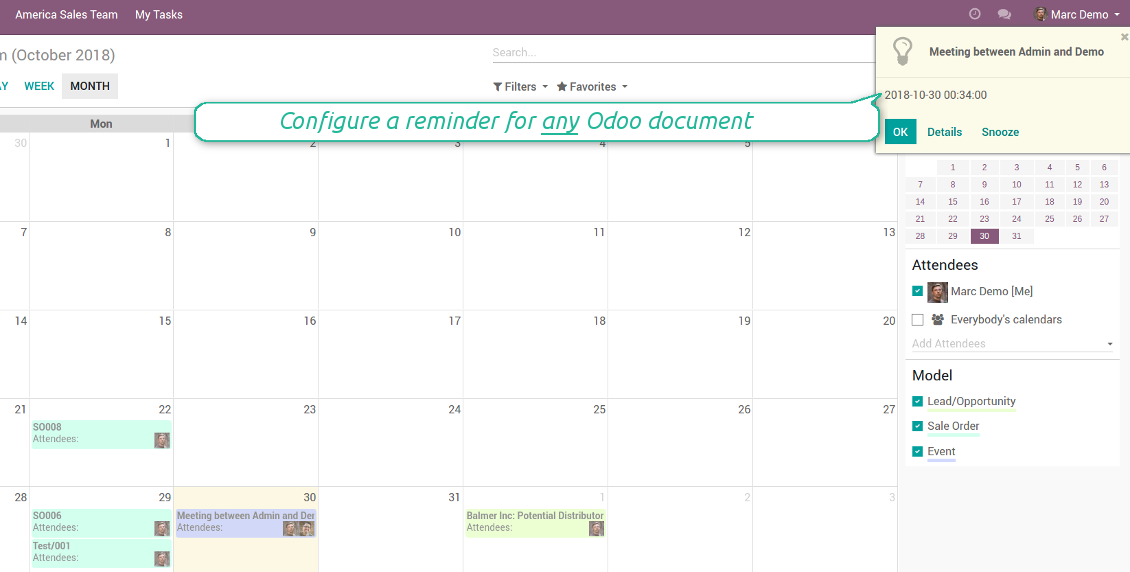 America Sales Team My Tasks Marc Demo
(October 2018)
Search...
WEEK MONTH
Filters Favorites
Meeting between Admin and Demo
2018-10-30 00:34:00
OK Details Snooze
Configure a reminder for any Odoo document
Mon
30 1 2 3 4 5
7 8 9 10 11 12 13
14 15 16 17 18 19 20
21 22 23 24 25 26 27
SO008
Attendees:
28 29 30 31 1 2 3
SO006
Attendees:
Test/001
Attendees:
Meeting between Admin and Der
Attendees:
Balmer Inc: Potential Distributor
Attendees:
1 2 3 4 5 6
7 8 9 10 11 12 13
14 15 16 17 18 19 20
21 22 23 24 25 26 27
28 29 30 31
Attendees
Marc Demo [Me]
Everybody's calendars
Add Attendees
Model
Lead/Opportunity
Sale Order
Event